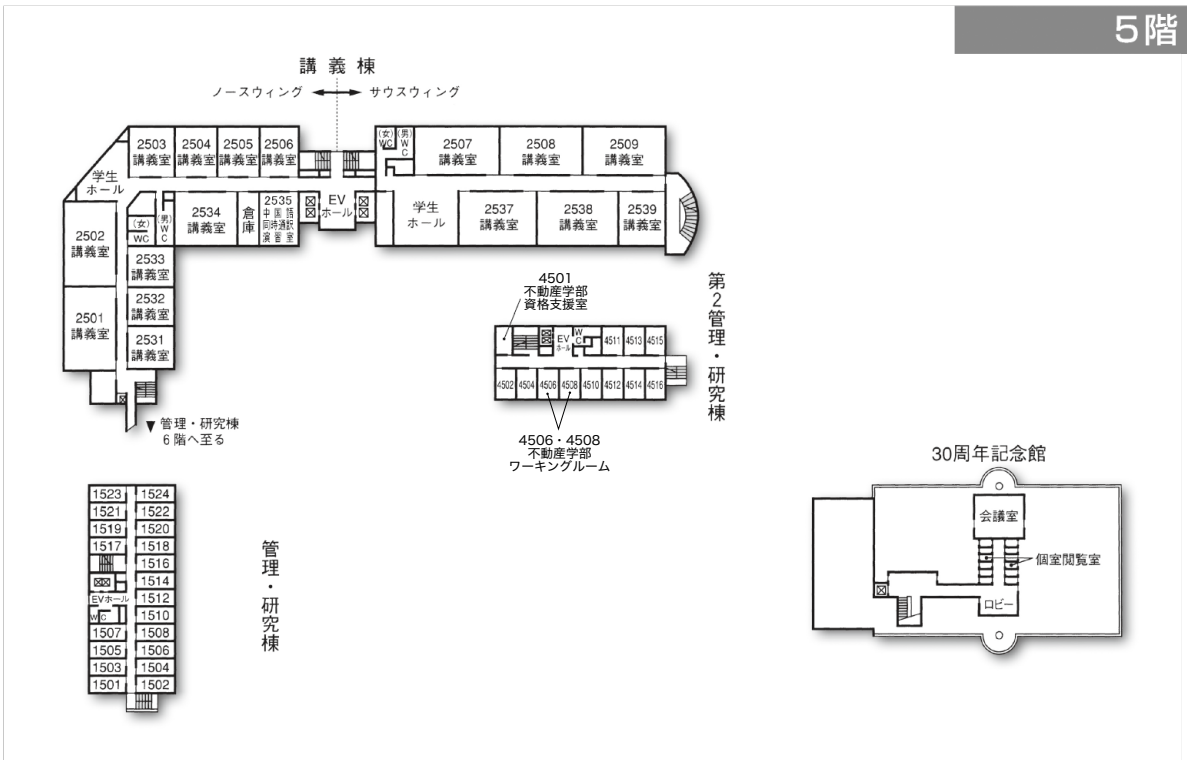 5階
講義棟
ノースウィング
サウスウィング
2503
講義室
2504
講義室
2505
講義室
2506
講義室
(女)
WC
(男)
WC
2507
講義室
2508
講義室
2509
講義室
学生
ホール
2502
講義室
(女)
WC
(男)
WC
2534
講義室
倉庫
2535
中国語
同時通訳
演習室
EV
ホール
学生
ホール
2537
講義室
2538
講義室
2539
講義室
2533
講義室
2501
講義室
2532
講義室
2531
講義室
管理・研究棟
6階へ至る
4501
不動産学部
資格支援室
第2管理・研究棟
EV
ホール
WC
4511
4513
4515
4502
4504
4506
4508
4510
4512
4514
4516
4506・4508
不動産学部
ワーキングルーム
1523
1524
1521
1522
1519
1520
1517
1518
1516
1514
EVホール
1512
WC
1510
1507
1508
1505
1506
1503
1504
1501
1502
管理・研究棟
30周年記念館
会議室
個室閲覧室
ロビー